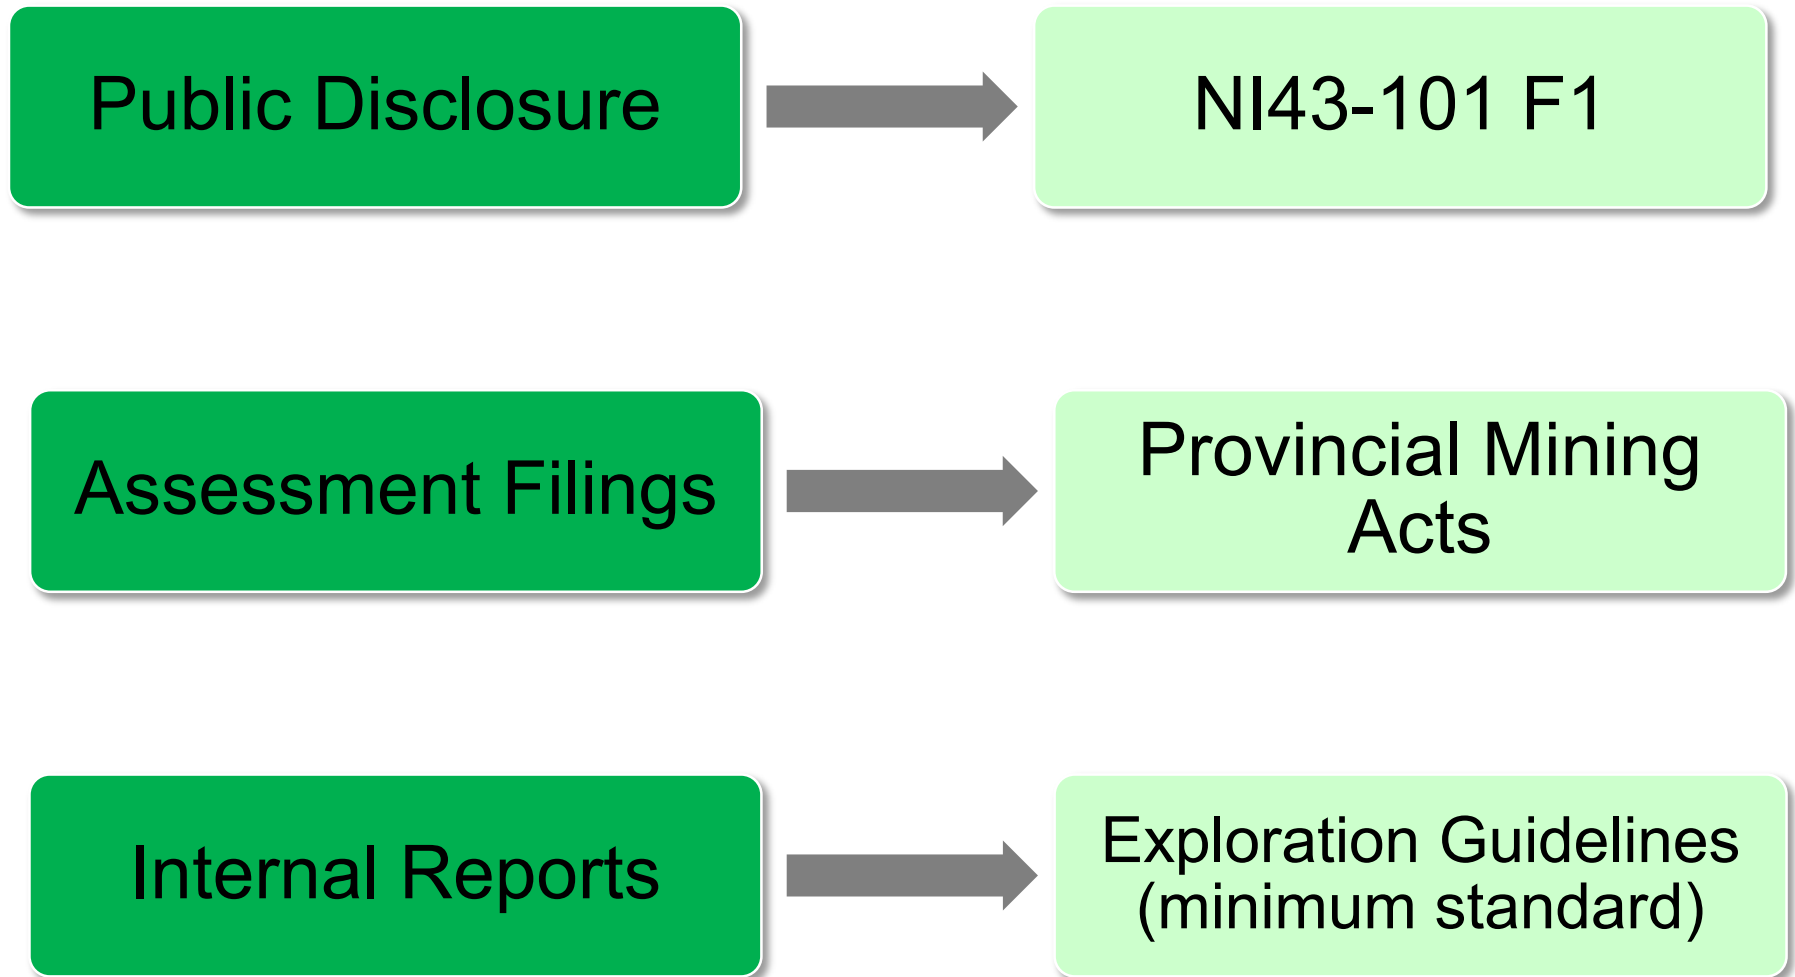 Public Disclosure
NI43-101 F1
Assessment Filings
Provincial Mining
Acts
Internal Reports
Exploration Guidelines
(minimum standard)